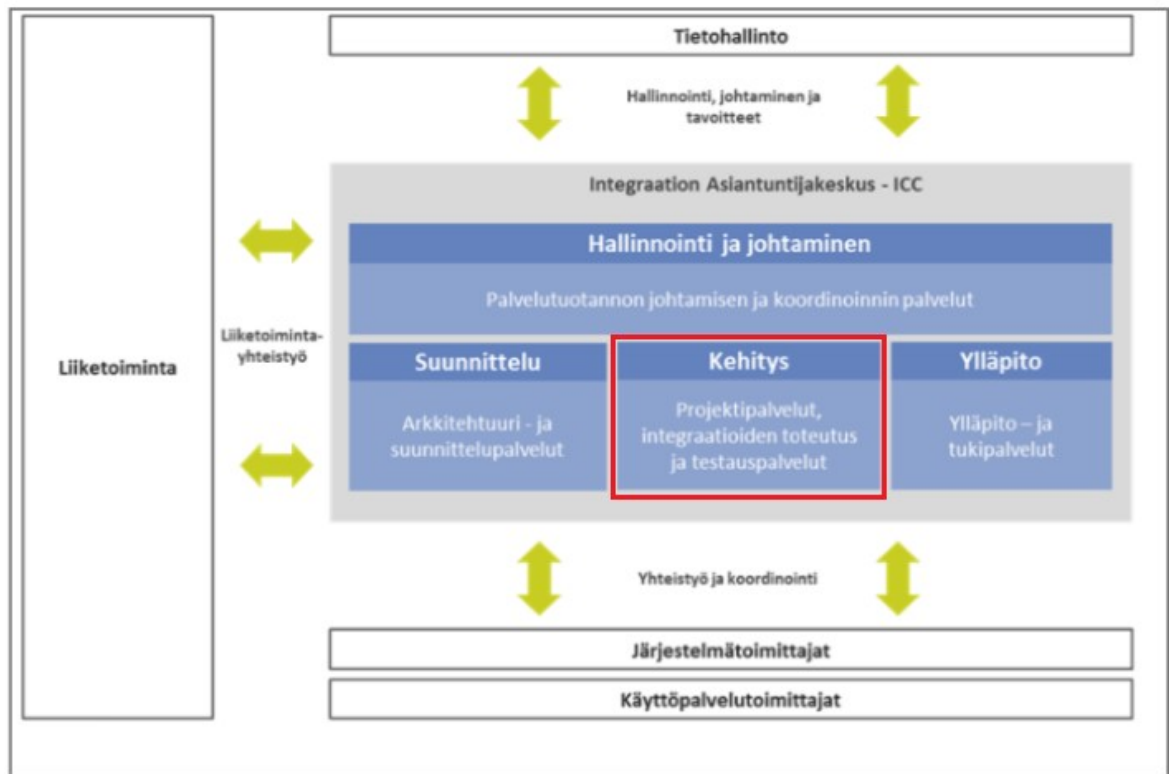 Tietohallinto
Hallinnointi, johtaminen ja
tavoitteet
Integraation Asiantuntijakeskus - ICC
Hallinnointi ja johtaminen
Palvelutuotannon johtamisen ja koordinoinnin palvelut
Liiketoiminta
Liiketoiminta-
yhteistyö
Suunnittelu
Arkkitehtuuri - ja
suunnittelupalvelut
Kehitys
Projektipalvelut,
integraatioiden toteutus
ja testauspalvelut
Ylläpito
Ylläpito – ja
tukipalvelut
Yhteistyö ja koordinointi
Järjestelmätoimittajat
Käyttöpalvelutoimittajat